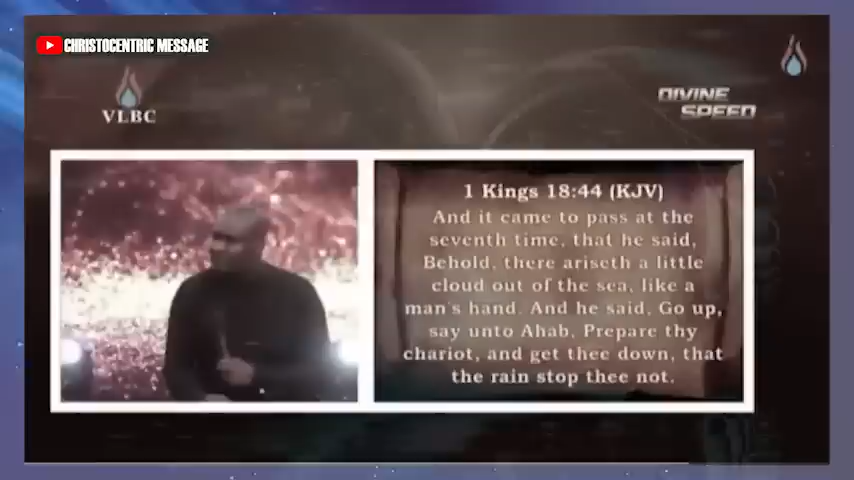 CHRISTOCENTRIC MESSAGE
VLBC
DIVINE
SPEED
1 Kings 18:44 (KJV)
And it came to pass at the
seventh time, that he said,
Behold, there ariseth a little
cloud out of the sea, like a
man's hand. And he said, Go up,
say unto Ahab, Prepare thy
chariot, and get thee down, that
the rain stop thee not.